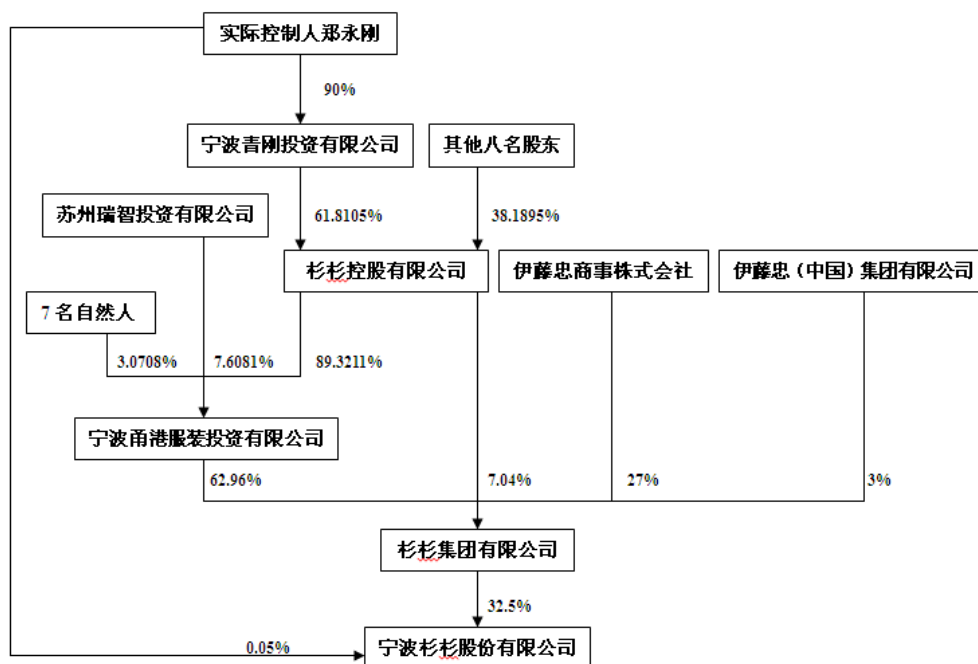 实际控制人郑永刚
90%
宁波青刚投资有限公司
其他八名股东
苏州瑞智投资有限公司
61.8105%
38.1895%
杉杉控股有限公司
伊藤忠商事株式会社
伊藤忠（中国）集团有限公司
7 名自然人
3.0708%
7.6081%
89.3211%
宁波甬港服装投资有限公司
62.96%
7.04%
27%
3%
杉杉集团有限公司
32.5%
0.05%
宁波杉杉股份有限公司